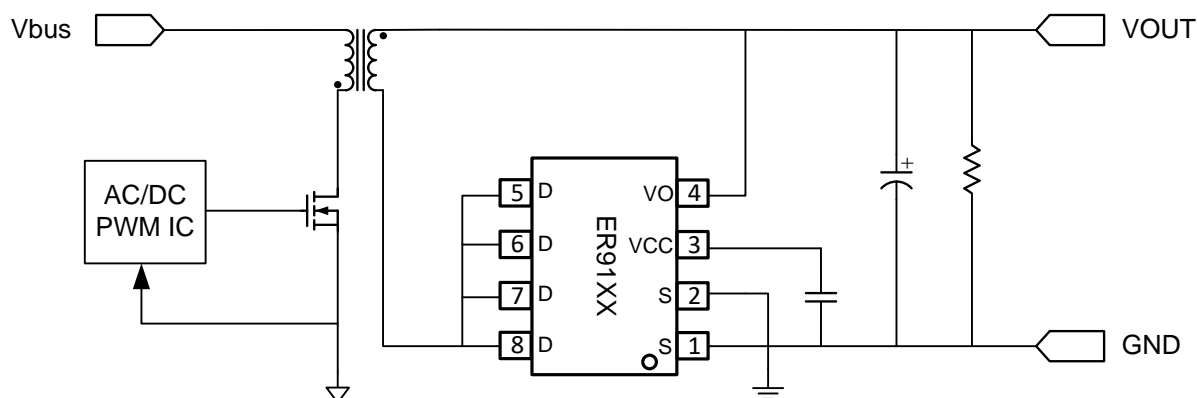 Vbus
VOUT
AC/DC
PWM IC
5 D
6 D
7 D
8 D
ER91XX
VO 4
VCC 3
S 2
S 1
+
GND